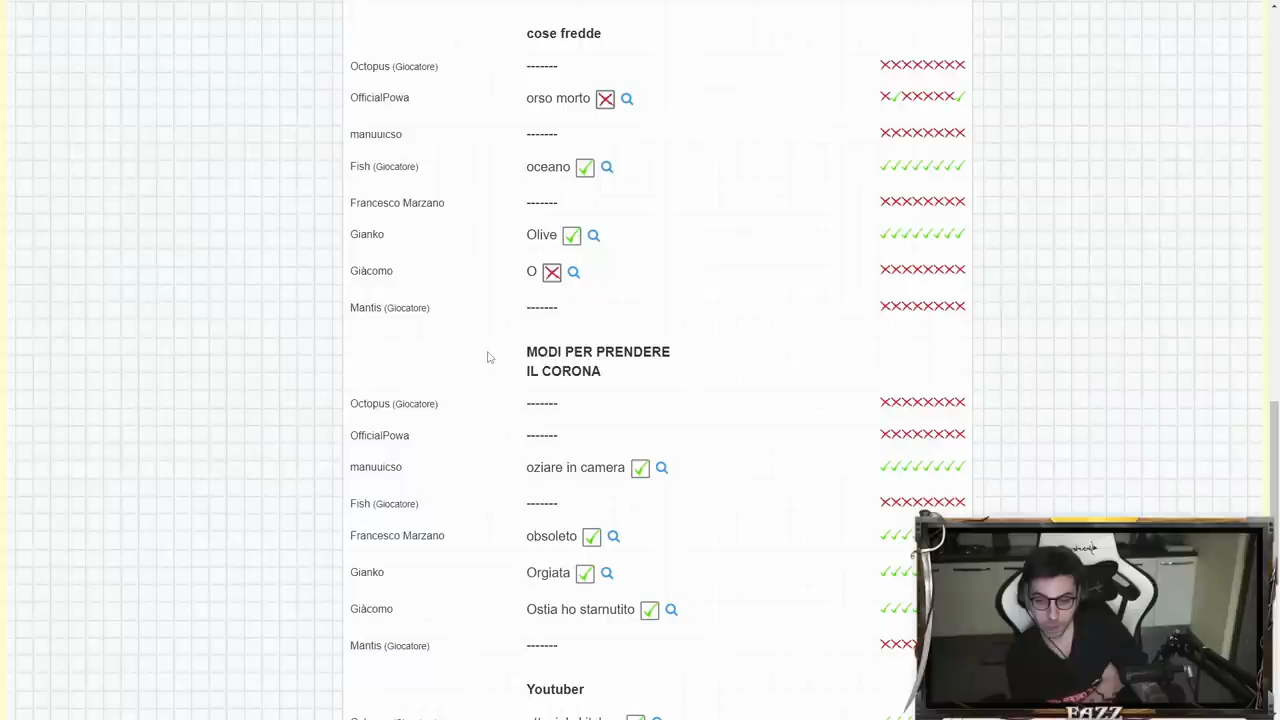 cose fredde
Octopus (Giocatore) -------
OfficialPowa orso morto
manuuicso -------
Fish (Giocatore) oceano
Francesco Marzano -------
Gianko Olive
Giàcomo O
Mantis (Giocatore) -------
MODI PER PRENDERE
IL CORONA
Octopus (Giocatore) -------
OfficialPowa -------
manuuicso oziare in camera
Fish (Giocatore) -------
Francesco Marzano obsoleto
Gianko Orgiata
Giàcomo Ostia ho starnutito
Mantis (Giocatore) -------
Youtuber
FAZZ